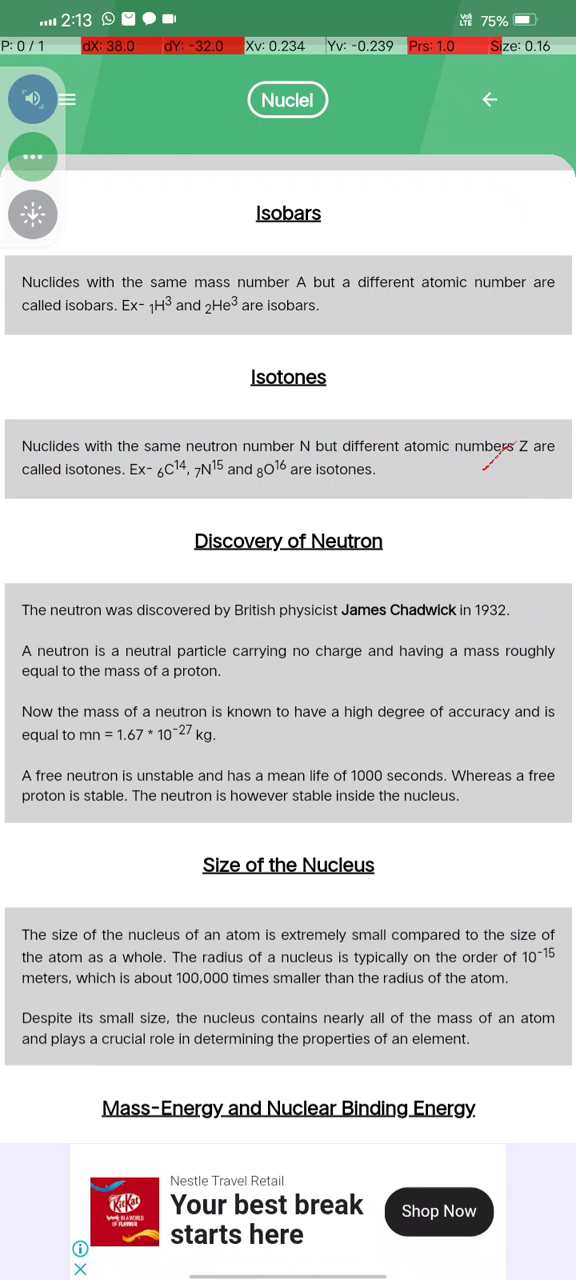 2:13 75%
P: 0 / 1 dX: 38.0 dY: -32.0 Xv: 0.234 Yv: -0.239 Prs: 1.0 Size: 0.16
Nuclei
Isobars
Nuclides with the same mass number A but a different atomic number are
called isobars. Ex- ₁H³ and ₂He³ are isobars.
Isotones
Nuclides with the same neutron number N but different atomic numbers Z are
called isotones. Ex- ₆C¹⁴, ₇N¹⁵ and ₈O¹⁶ are isotones.
Discovery of Neutron
The neutron was discovered by British physicist James Chadwick in 1932.
A neutron is a neutral particle carrying no charge and having a mass roughly
equal to the mass of a proton.
Now the mass of a neutron is known to have a high degree of accuracy and is
equal to mn = 1.67 * 10⁻²⁷ kg.
A free neutron is unstable and has a mean life of 1000 seconds. Whereas a free
proton is stable. The neutron is however stable inside the nucleus.
Size of the Nucleus
The size of the nucleus of an atom is extremely small compared to the size of
the atom as a whole. The radius of a nucleus is typically on the order of 10⁻¹⁵
meters, which is about 100,000 times smaller than the radius of the atom.
Despite its small size, the nucleus contains nearly all of the mass of an atom
and plays a crucial role in determining the properties of an element.
Mass-Energy and Nuclear Binding Energy
Nestle Travel Retail
Your best break
starts here
Shop Now
KitKat